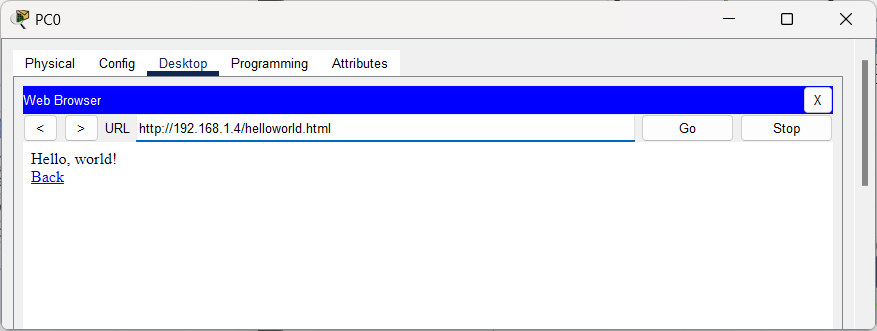 PC0
Physical Config Desktop Programming Attributes
Web Browser X
< > URL http://192.168.1.4/helloworld.html Go Stop
Hello, world!
Back